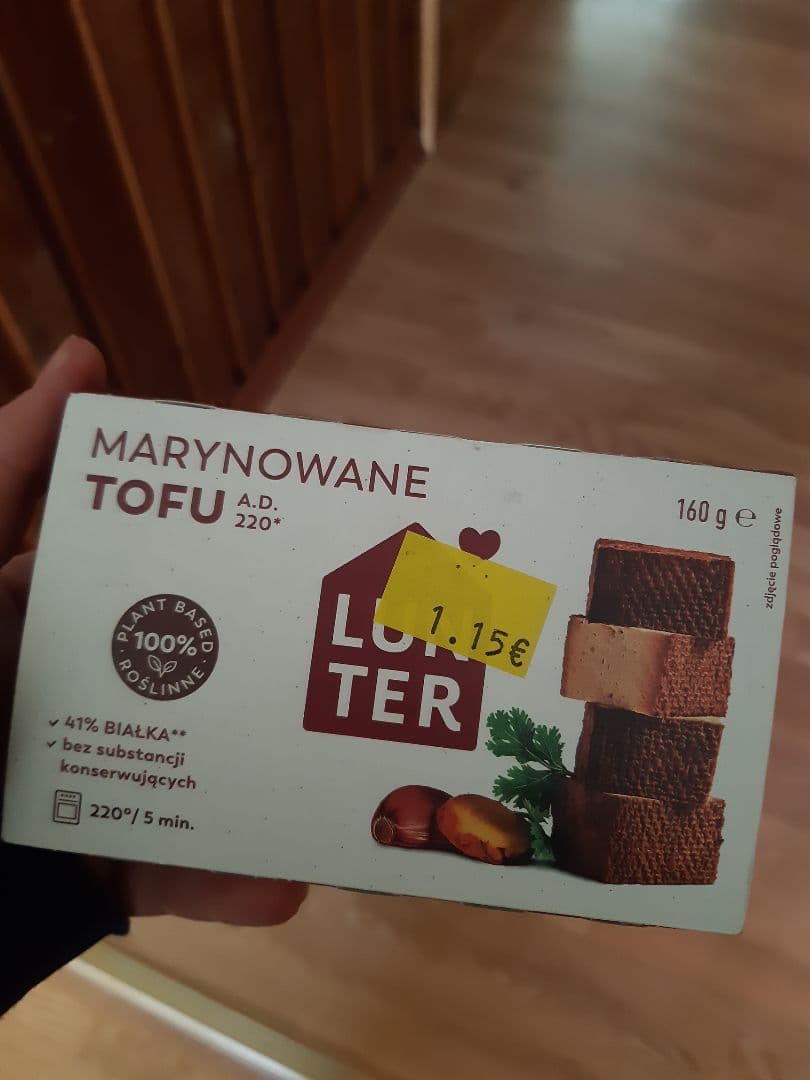 MARYNOWANE
TOFU A.D.
220*
160 g ℮
zdjęcie poglądowe
PLANT BASED
100%
ROŚLINNE
LUN
TER
1.15€
✓ 41% BIAŁKA**
✓ bez substancji
konserwujących
220°/ 5 min.